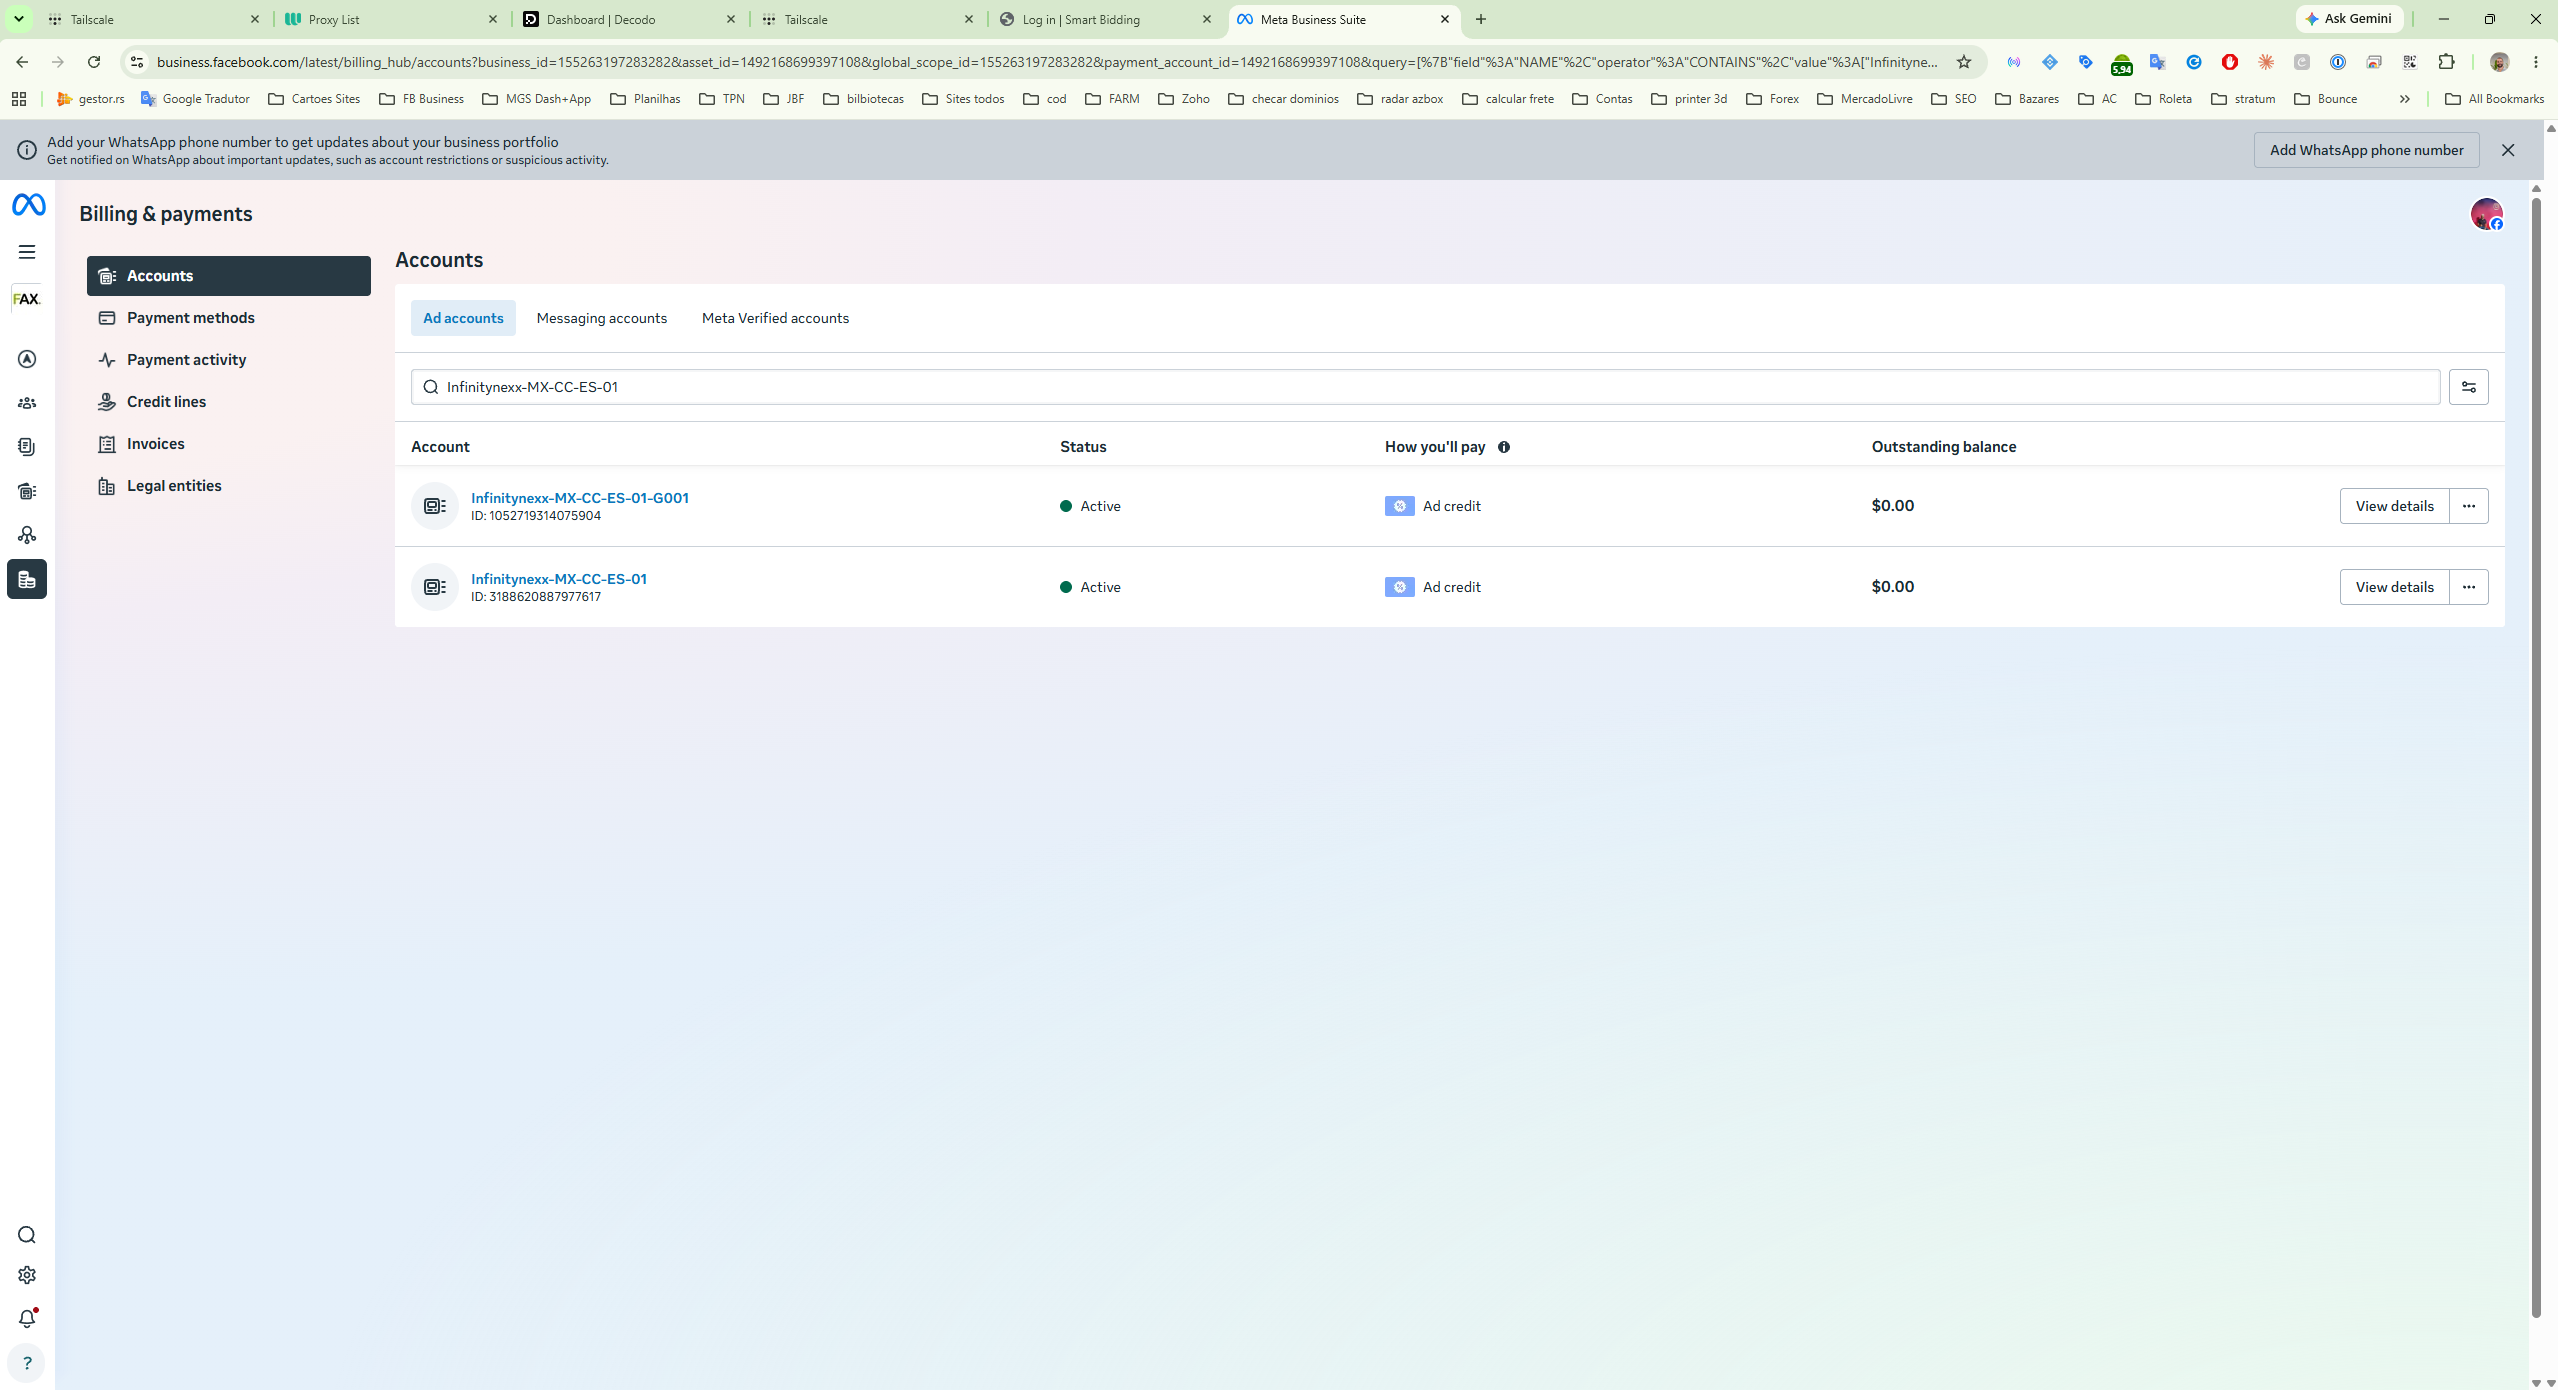 Tailscale
Proxy List
Dashboard | Decodo
Tailscale
Log in | Smart Bidding
Meta Business Suite
Ask Gemini
business.facebook.com/latest/billing_hub/accounts?business_id=155263197283282&asset_id=1492168699397108&global_scope_id=155263197283282&payment_account_id=1492168699397108&query=[%7B"field"%3A"NAME"%2C"operator"%3A"CONTAINS"%2C"value"%3A["Infinityne...
5,94
gestor.rs
Google Tradutor
Cartoes Sites
FB Business
MGS Dash+App
Planilhas
TPN
JBF
bilbiotecas
Sites todos
cod
FARM
Zoho
checar dominios
radar azbox
calcular frete
Contas
printer 3d
Forex
MercadoLivre
SEO
Bazares
AC
Roleta
stratum
Bounce
All Bookmarks
Add your WhatsApp phone number to get updates about your business portfolio
Get notified on WhatsApp about important updates, such as account restrictions or suspicious activity.
Add WhatsApp phone number
Billing & payments
FAX.
Accounts
Payment methods
Payment activity
Credit lines
Invoices
Legal entities
Accounts
Ad accounts
Messaging accounts
Meta Verified accounts
Infinitynexx-MX-CC-ES-01
Account
Status
How you'll pay
Outstanding balance
Infinitynexx-MX-CC-ES-01-G001
ID: 1052719314075904
Active
Ad credit
$0.00
View details
Infinitynexx-MX-CC-ES-01
ID: 3188620887977617
Active
Ad credit
$0.00
View details
?